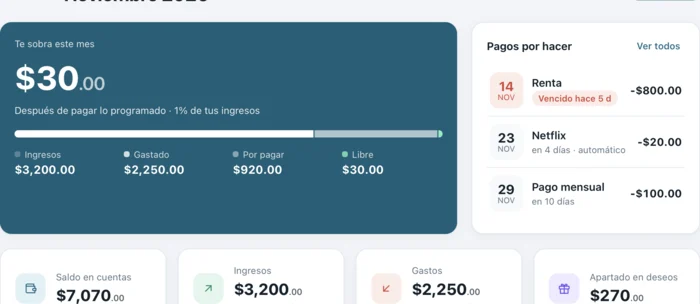 Noviembre 2026
Te sobra este mes
$30.00
Después de pagar lo programado · 1% de tus ingresos
Ingresos
$3,200.00
Gastado
$2,250.00
Por pagar
$920.00
Libre
$30.00
Pagos por hacer
Ver todos
14
NOV
Renta
Vencido hace 5 d
-$800.00
23
NOV
Netflix
en 4 días · automático
-$20.00
29
NOV
Pago mensual
en 10 días
-$100.00
Saldo en cuentas
$7,070.00
Ingresos
$3,200.00
Gastos
$2,250.00
Apartado en deseos
$270.00